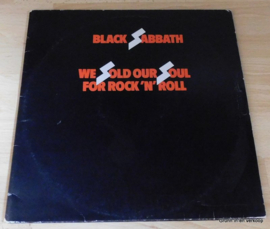 BLACK SABBATH
WE SOLD OUR SOUL
FOR ROCK 'N' ROLL